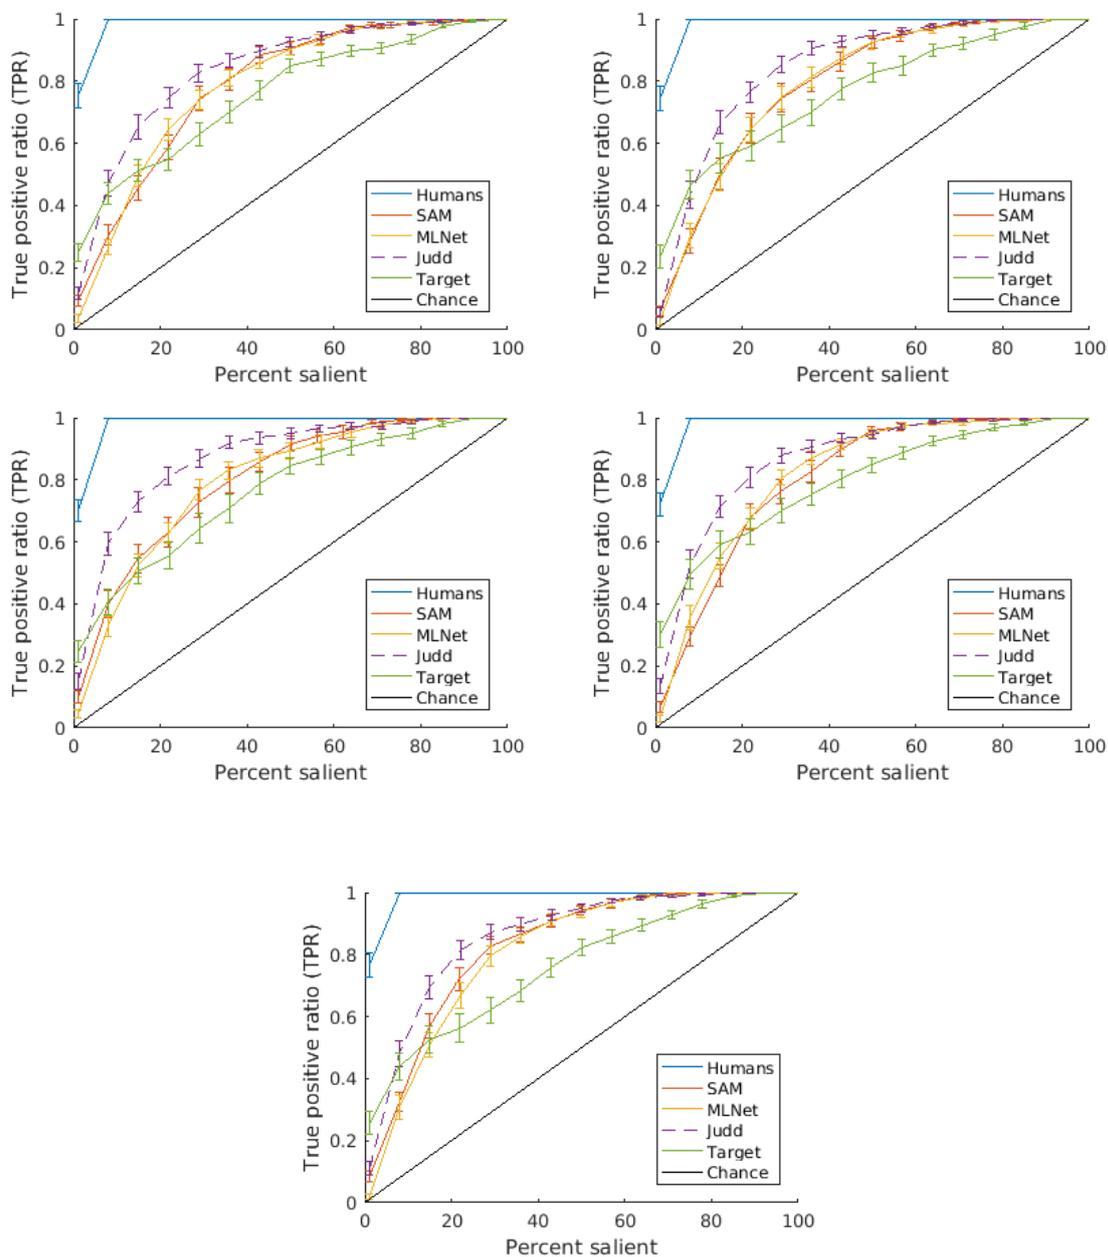 1
0.8
0.6
0.4
0.2
0
True positive ratio (TPR)
0 20 40 60 80 100
Percent salient
Humans
SAM
MLNet
Judd
Target
Chance
1
0.8
0.6
0.4
0.2
0
True positive ratio (TPR)
0 20 40 60 80 100
Percent salient
Humans
SAM
MLNet
Judd
Target
Chance
1
0.8
0.6
0.4
0.2
0
True positive ratio (TPR)
0 20 40 60 80 100
Percent salient
Humans
SAM
MLNet
Judd
Target
Chance
1
0.8
0.6
0.4
0.2
0
True positive ratio (TPR)
0 20 40 60 80 100
Percent salient
Humans
SAM
MLNet
Judd
Target
Chance
1
0.8
0.6
0.4
0.2
0
True positive ratio (TPR)
0 20 40 60 80 100
Percent salient
Humans
SAM
MLNet
Judd
Target
Chance